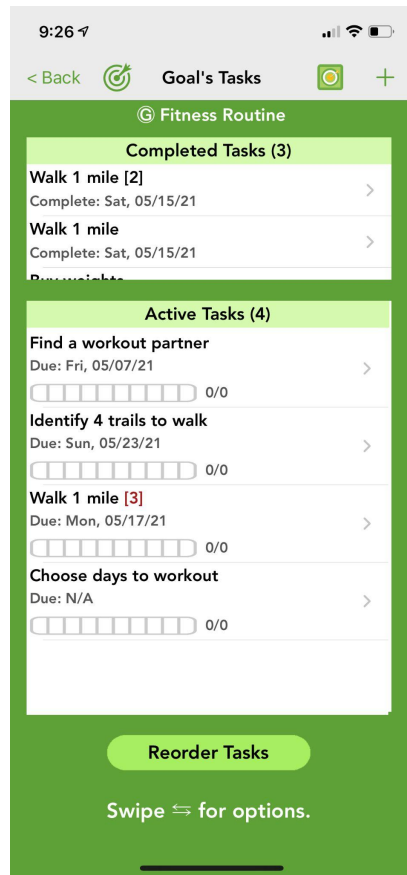 9:26
< Back Goal's Tasks +
G Fitness Routine
Completed Tasks (3)
Walk 1 mile [2]
Complete: Sat, 05/15/21
Walk 1 mile
Complete: Sat, 05/15/21
Buy weights
Active Tasks (4)
Find a workout partner
Due: Fri, 05/07/21
0/0
Identify 4 trails to walk
Due: Sun, 05/23/21
0/0
Walk 1 mile [3]
Due: Mon, 05/17/21
0/0
Choose days to workout
Due: N/A
0/0
Reorder Tasks
Swipe ⇆ for options.